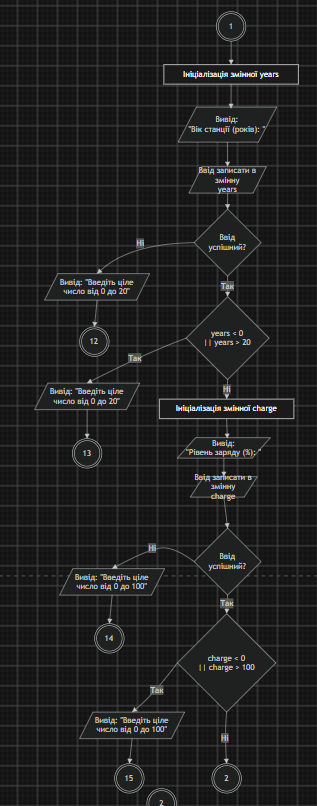 1
Ініціалізація змінної years
Вивід:
"Вік станції (років): "
Ввід записати в
змінну
years
Ввід
успішний?
Ні
Так
Вивід: "Введіть ціле
число від 0 до 20"
12
years < 0
|| years > 20
Так
Ні
Вивід: "Введіть ціле
число від 0 до 20"
13
Ініціалізація змінної charge
Вивід:
"Рівень заряду (%): "
Ввід записати в
змінну
charge
Ввід
успішний?
Ні
Так
Вивід: "Введіть ціле
число від 0 до 100"
14
charge < 0
|| charge > 100
Так
Ні
Вивід: "Введіть ціле
число від 0 до 100"
15
2
2